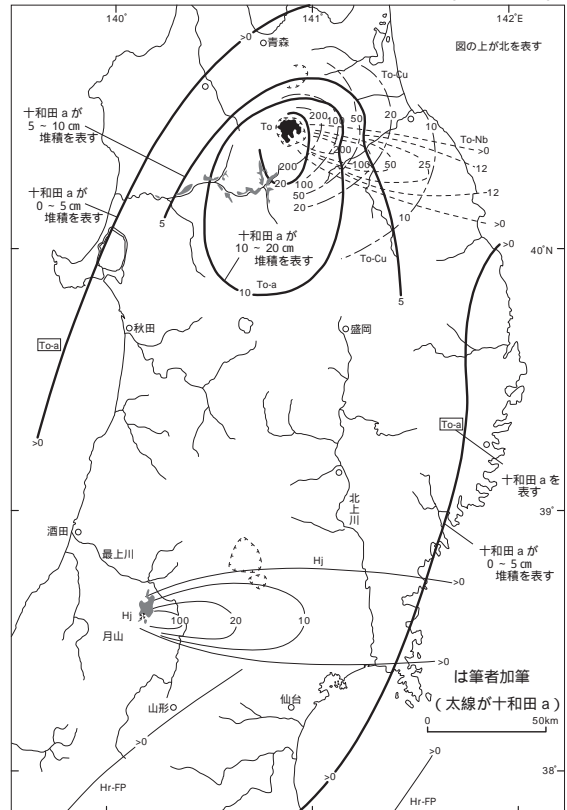 140°
141°
142°E
>0
青森
図の上が北を表す
To-Cu
十和田aが
5~10㎝
堆積を表す
To
200
100
50
20
10
To-Nb
>0
12
200
100
50
25
十和田aが
0~5㎝
堆積を表す
200
20
100
50
20
12
10
>0
5
十和田aが
10~20㎝
堆積を表す
To-Cu
>0
40°N
10
To-a
5
秋田
盛岡
To-a
To-a
>0
十和田aを
表す
北上川
39°
酒田
最上川
十和田aが
0~5㎝
堆積を表す
Hj
>0
Hj
100
20
10
月山
>0
は筆者加筆
(太線が十和田a)
山形
仙台
0
50km
>0
>0
>0
38°
Hr-FP